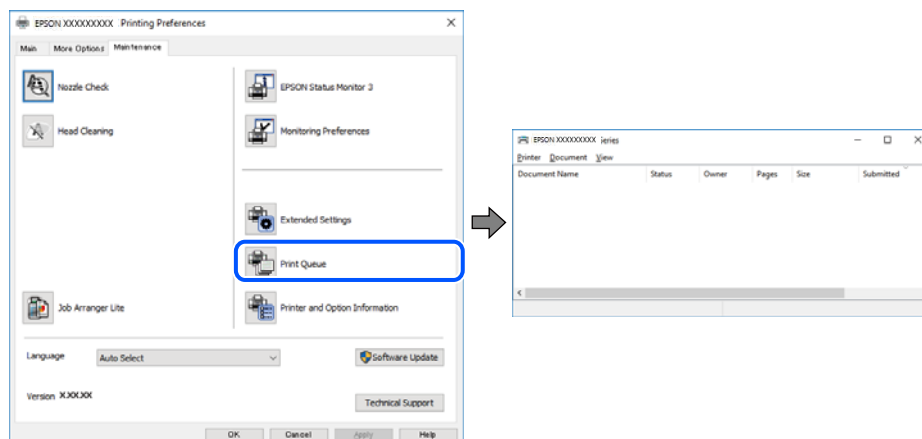 EPSON XXXXXXXXX Printing Preferences
Main More Options Maintenance
Nozzle Check
EPSON Status Monitor 3
Head Cleaning
Monitoring Preferences
Extended Settings
Print Queue
Job Arranger Lite
Printer and Option Information
Language
Auto Select
Software Update
Version X.XX.XX
Technical Support
OK Cancel Apply Help
EPSON XXXXXXXXX ieries
Printer Document View
Document Name Status Owner Pages Size Submitted